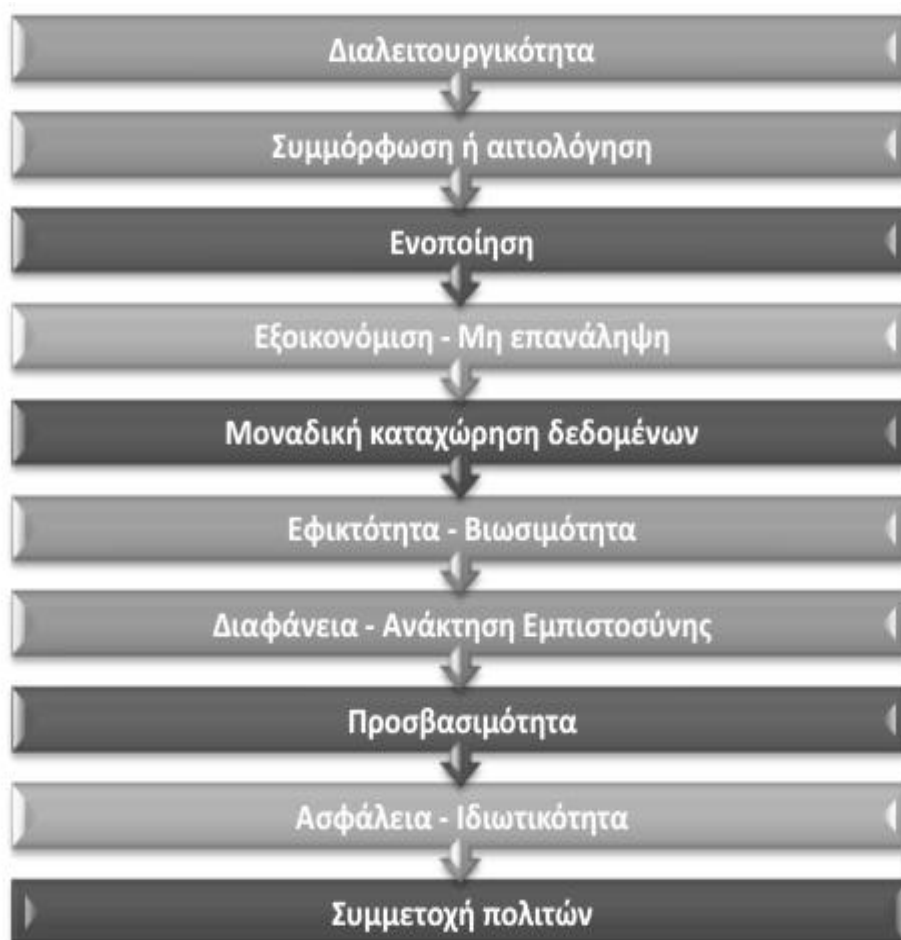 Διαλειτουργικότητα
Συμμόρφωση ή αιτιολόγηση
Ενοποίηση
Εξοικονόμιση - Μη επανάληψη
Μοναδική καταχώρηση δεδομένων
Εφικτότητα - Βιωσιμότητα
Διαφάνεια - Ανάκτηση Εμπιστοσύνης
Προσβασιμότητα
Ασφάλεια - Ιδιωτικότητα
Συμμετοχή πολιτών